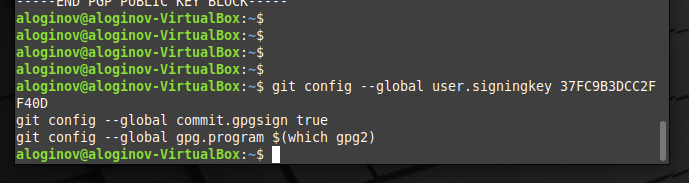 -----END PGP PUBLIC KEY BLOCK-----
aloginov@aloginov-VirtualBox:~$
aloginov@aloginov-VirtualBox:~$
aloginov@aloginov-VirtualBox:~$
aloginov@aloginov-VirtualBox:~$
aloginov@aloginov-VirtualBox:~$ git config --global user.signingkey 37FC9B3DCC2F
F40D
git config --global commit.gpgsign true
git config --global gpg.program $(which gpg2)
aloginov@aloginov-VirtualBox:~$